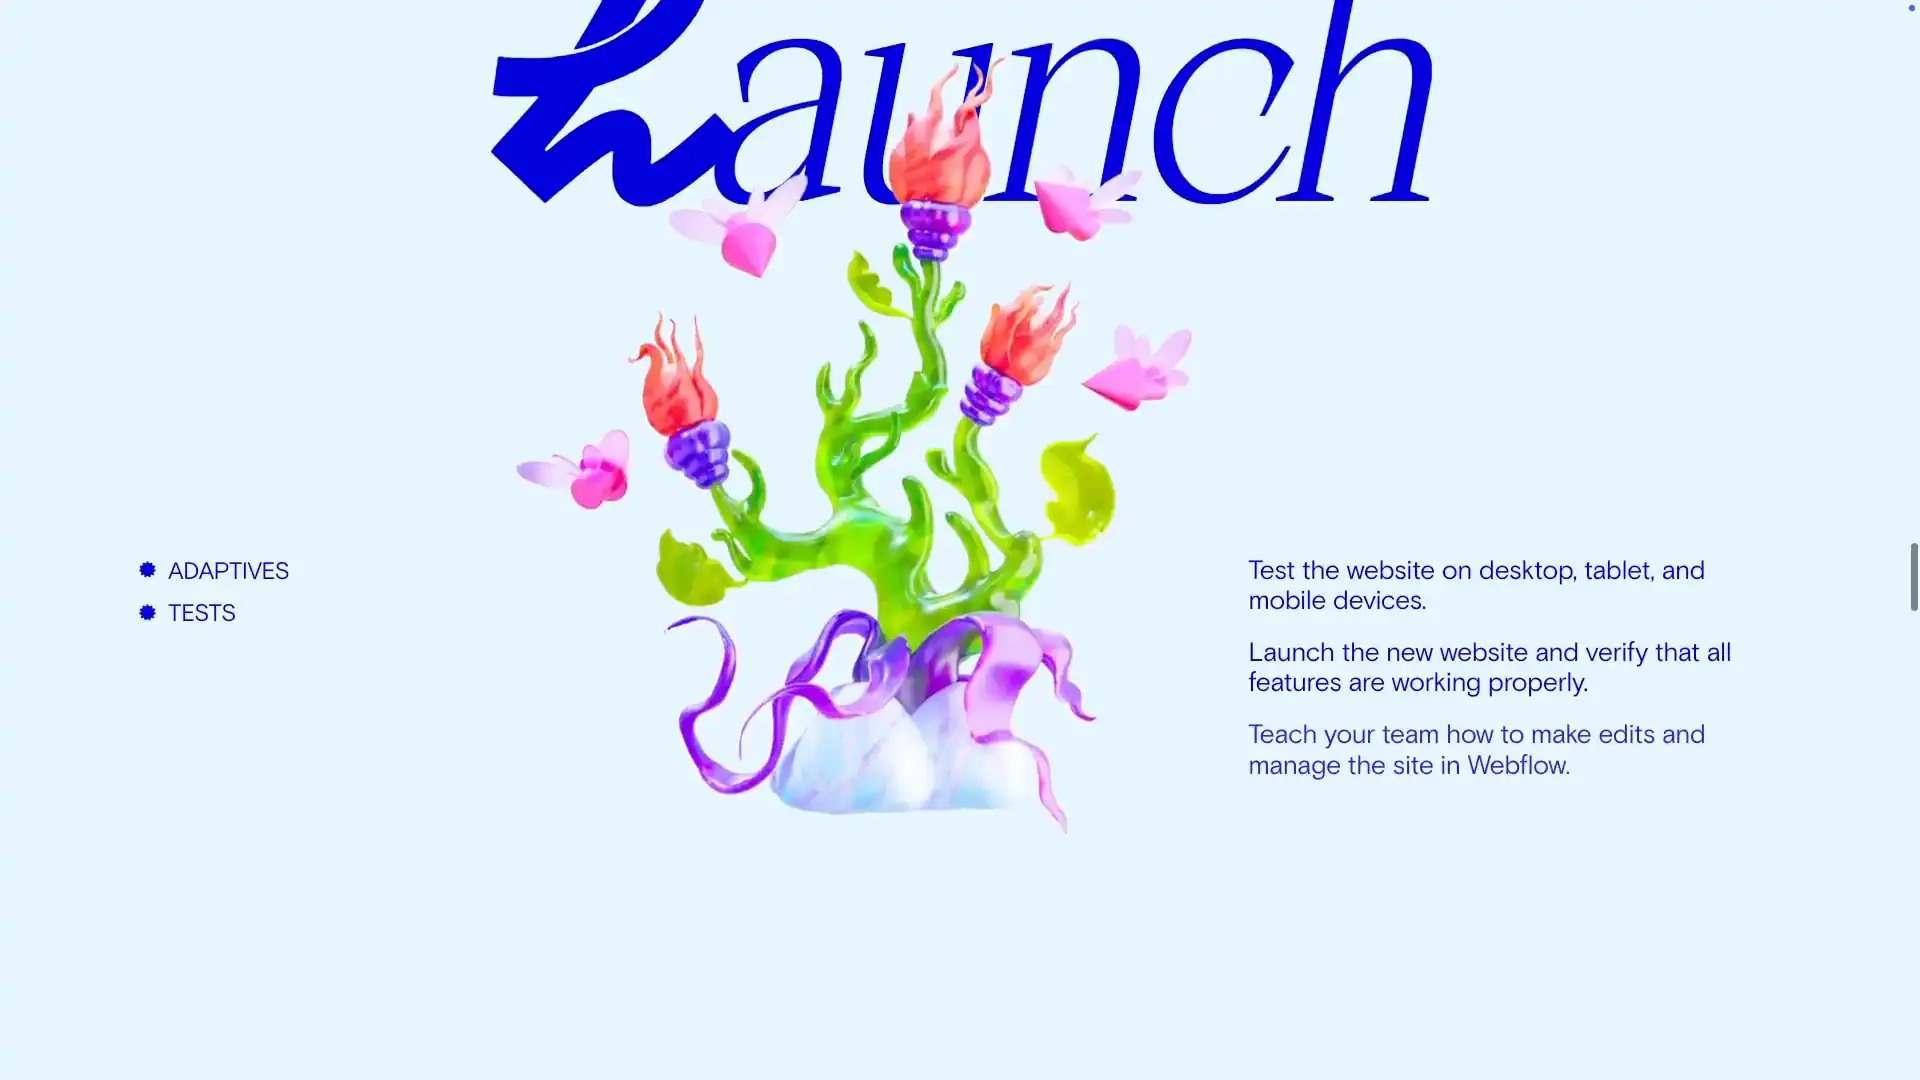 Launch
ADAPTIVES
TESTS
Test the website on desktop, tablet, and
mobile devices.
Launch the new website and verify that all
features are working properly.
Teach your team how to make edits and
manage the site in Webflow.